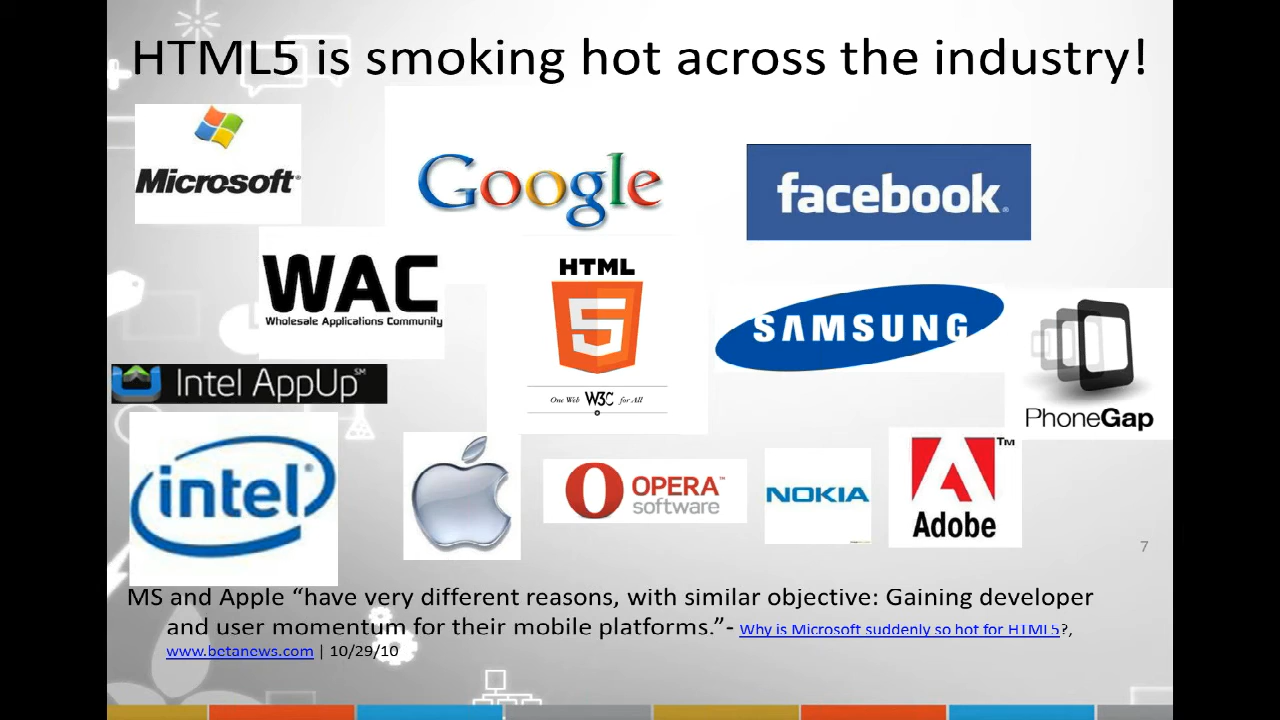 HTML5 is smoking hot across the industry!
Microsoft®
Google
facebook®
WAC
Wholesale Applications Community
HTML
5
One Web W3C for All
SAMSUNG
PhoneGap
Intel AppUp℠
intel®
OPERA™
software
NOKIA
™
Adobe
7
MS and Apple “have very different reasons, with similar objective: Gaining developer
and user momentum for their mobile platforms.”- Why is Microsoft suddenly so hot for HTML5?,
www.betanews.com | 10/29/10